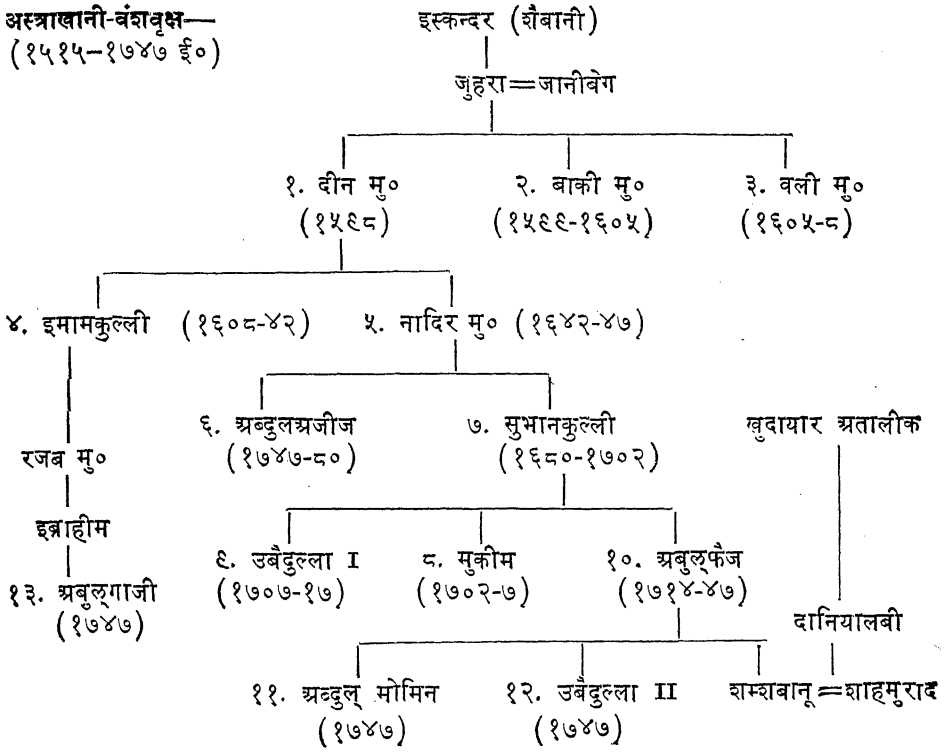 अस्त्राखानी-वंशवृक्ष—
(१५१५–१७४७ ई०)
इस्कन्दर (शैबानी)
जुहरा=जानीबेग
१. दीन मु० २. बाकी मु० ३. वली मु०
(१५९८) (१५९९-१६०५) (१६०५-८)
४. इमामकुल्ली (१६०८-४२) ५. नादिर मु० (१६४२-४७)
६. अब्दुलअजीज ७. सुभानकुल्ली खुदायार अतालीक
(१७४७-८०) (१६८०-१७०२)
रजब मु०
इब्राहीम
९. उबैदुल्ला I ८. मुकीम १०. अबुल्फैज
(१७०७-१७) (१७०२-७) (१७१४-४७)
१३. अबुल्गाजी
(१७४७)
दानियालबी
११. अब्दुल् मोमिन १२. उबैदुल्ला II शम्शबानू=शाहमुराद
(१७४७) (१७४७)